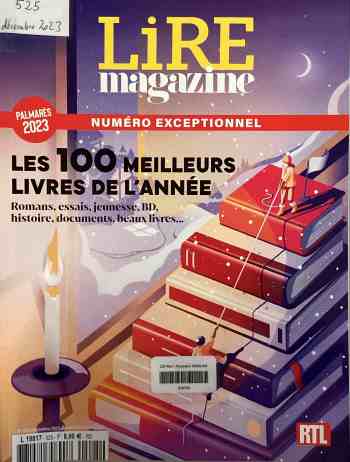 525
décembre 2023
LiRE
magazine
PALMARÈS
2023
NUMÉRO EXCEPTIONNEL
LES 100 MEILLEURS
LIVRES DE L'ANNÉE
Romans, essais, jeunesse, BD,
histoire, documents, beaux livres...
RTL